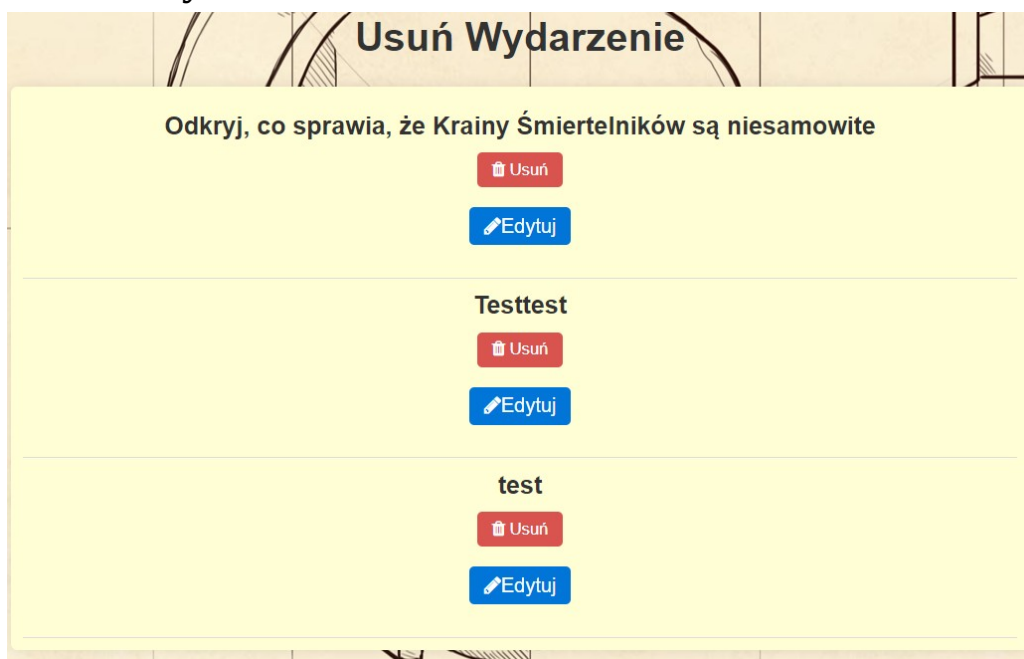 Usuń Wydarzenie
Odkryj, co sprawia, że Krainy Śmiertelników są niesamowite
Usuń
Edytuj
Testtest
Usuń
Edytuj
test
Usuń
Edytuj